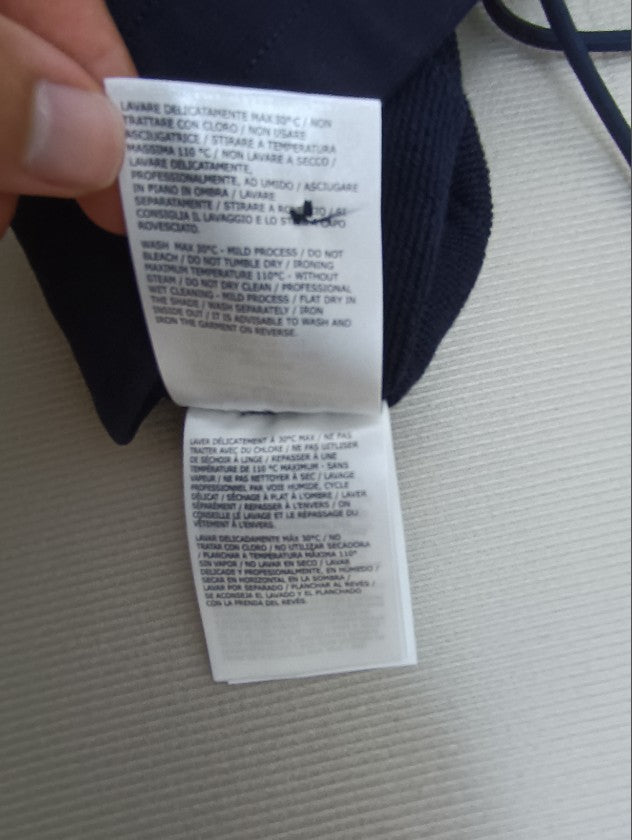 LAVARE DELICATAMENTE MAX 30°C / NON
TRATTARE CON CLORO / NON USARE
ASCIUGATRICE / STIRARE A TEMPERATURA
MASSIMA 110 °C / NON LAVARE A SECCO /
LAVARE DELICATAMENTE,
PROFESSIONALMENTE, AD UMIDO / ASCIUGARE
IN PIANO IN OMBRA / LAVARE
SEPARATAMENTE / STIRARE A / SI
CONSIGLIA IL LAVAGGIO E LO CAPO
ROVESCIATO.
WASH MAX 30°C - MILD PROCESS / DO NOT
BLEACH / DO NOT TUMBLE DRY / IRONING
MAXIMUM TEMPERATURE 110°C - WITHOUT
STEAM / DO NOT DRY CLEAN / PROFESSIONAL
WET CLEANING - MILD PROCESS / FLAT DRY IN
THE SHADE / WASH SEPARATELY / IRON
INSIDE OUT / IT IS ADVISABLE TO WASH AND
IRON THE GARMENT ON REVERSE.
LAVER DÉLICATEMENT À 30°C MAX / NE PAS
TRAITER AVEC DU CHLORE / NE PAS UITLISER
DE SÉCHOIR À LINGE / REPASSER À UNE
TEMPÉRATURE DE 110 °C MAXIMUM - SANS
VAPEUR / NE PAS NETTOYER À SEC / LAVAGE
PROFESSIONNEL PAR VOIE HUMIDE, CYCLE
DÉLICAT / SÉCHAGE À PLAT À L'OMBRE / LAVER
SÉPARÉMENT / REPASSER À L'ENVERS / ON
CONSEILLE LE LAVAGE ET LE REPASSAGE DU
VÊTEMENT À L'ENVERS.
LAVAR DELICADAMENTE MÁX 30°C / NO
TRATAR CON CLORO / NO UTILIZAR SECADORA
/ PLANCHAR A TEMPERATURA MÁXIMA 110°
SIN VAPOR / NO LAVAR EN SECO / LAVAR
DELICADO Y PROFESIONALMENTE, EN HÚMEDO /
SECAR EN HORIZONTAL EN LA SOMBRA /
LAVAR POR SEPARADO / PLANCHAR AL REVÉS /
SE ACONSEJA EL LAVADO Y EL PLANCHADO
CON LA PRENDA DEL REVÉS.